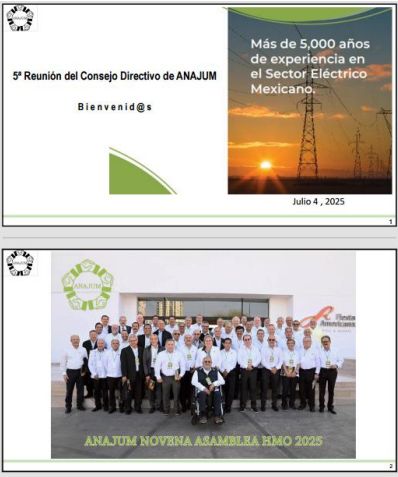 5ª Reunión del Consejo Directivo de ANAJUM
Bienvenid@s
Más de 5,000 años
de experiencia en
el Sector Eléctrico
Mexicano.
Julio 4 , 2025
1
ANAJUM
Fiesta
Americana
ANAJUM NOVENA ASAMBLEA HMO 2025
2